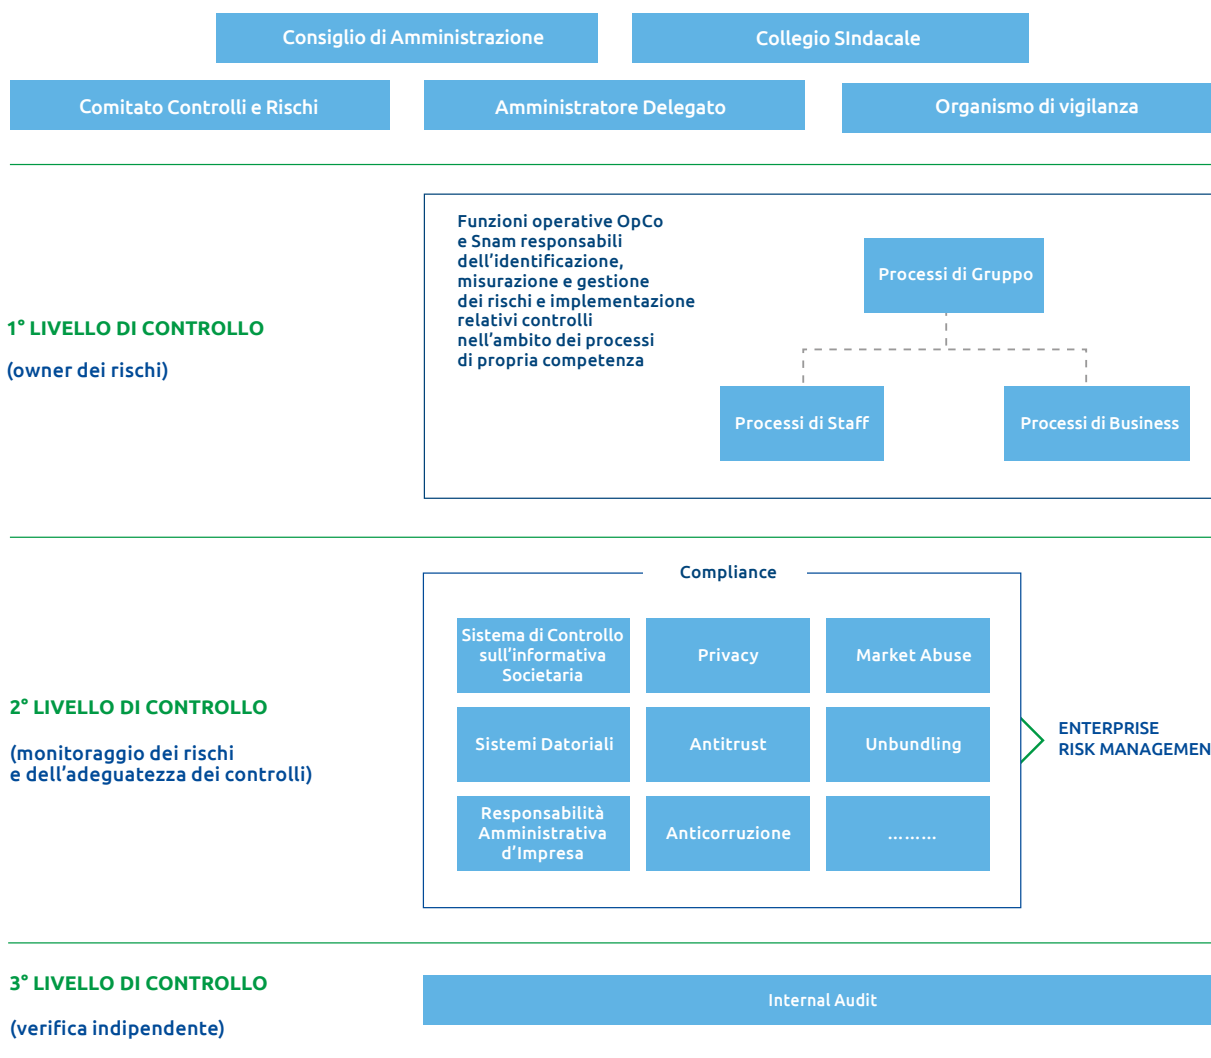 Consiglio di Amministrazione
Collegio SIndacale
Comitato Controlli e Rischi
Amministratore Delegato
Organismo di vigilanza
1° LIVELLO DI CONTROLLO
(owner dei rischi)
Funzioni operative OpCo
e Snam responsabili
dell'identificazione,
misurazione e gestione
dei rischi e implementazione
relativi controlli
nell'ambito dei processi
di propria competenza
Processi di Gruppo
Processi di Staff
Processi di Business
2° LIVELLO DI CONTROLLO
(monitoraggio dei rischi
e dell'adeguatezza dei controlli)
Compliance
Sistema di Controllo
sull'informativa
Societaria
Privacy
Market Abuse
Sistemi Datoriali
Antitrust
Unbundling
Responsabilità
Amministrativa
d'Impresa
Anticorruzione
………
ENTERPRISE
RISK MANAGEMEN
3° LIVELLO DI CONTROLLO
(verifica indipendente)
Internal Audit